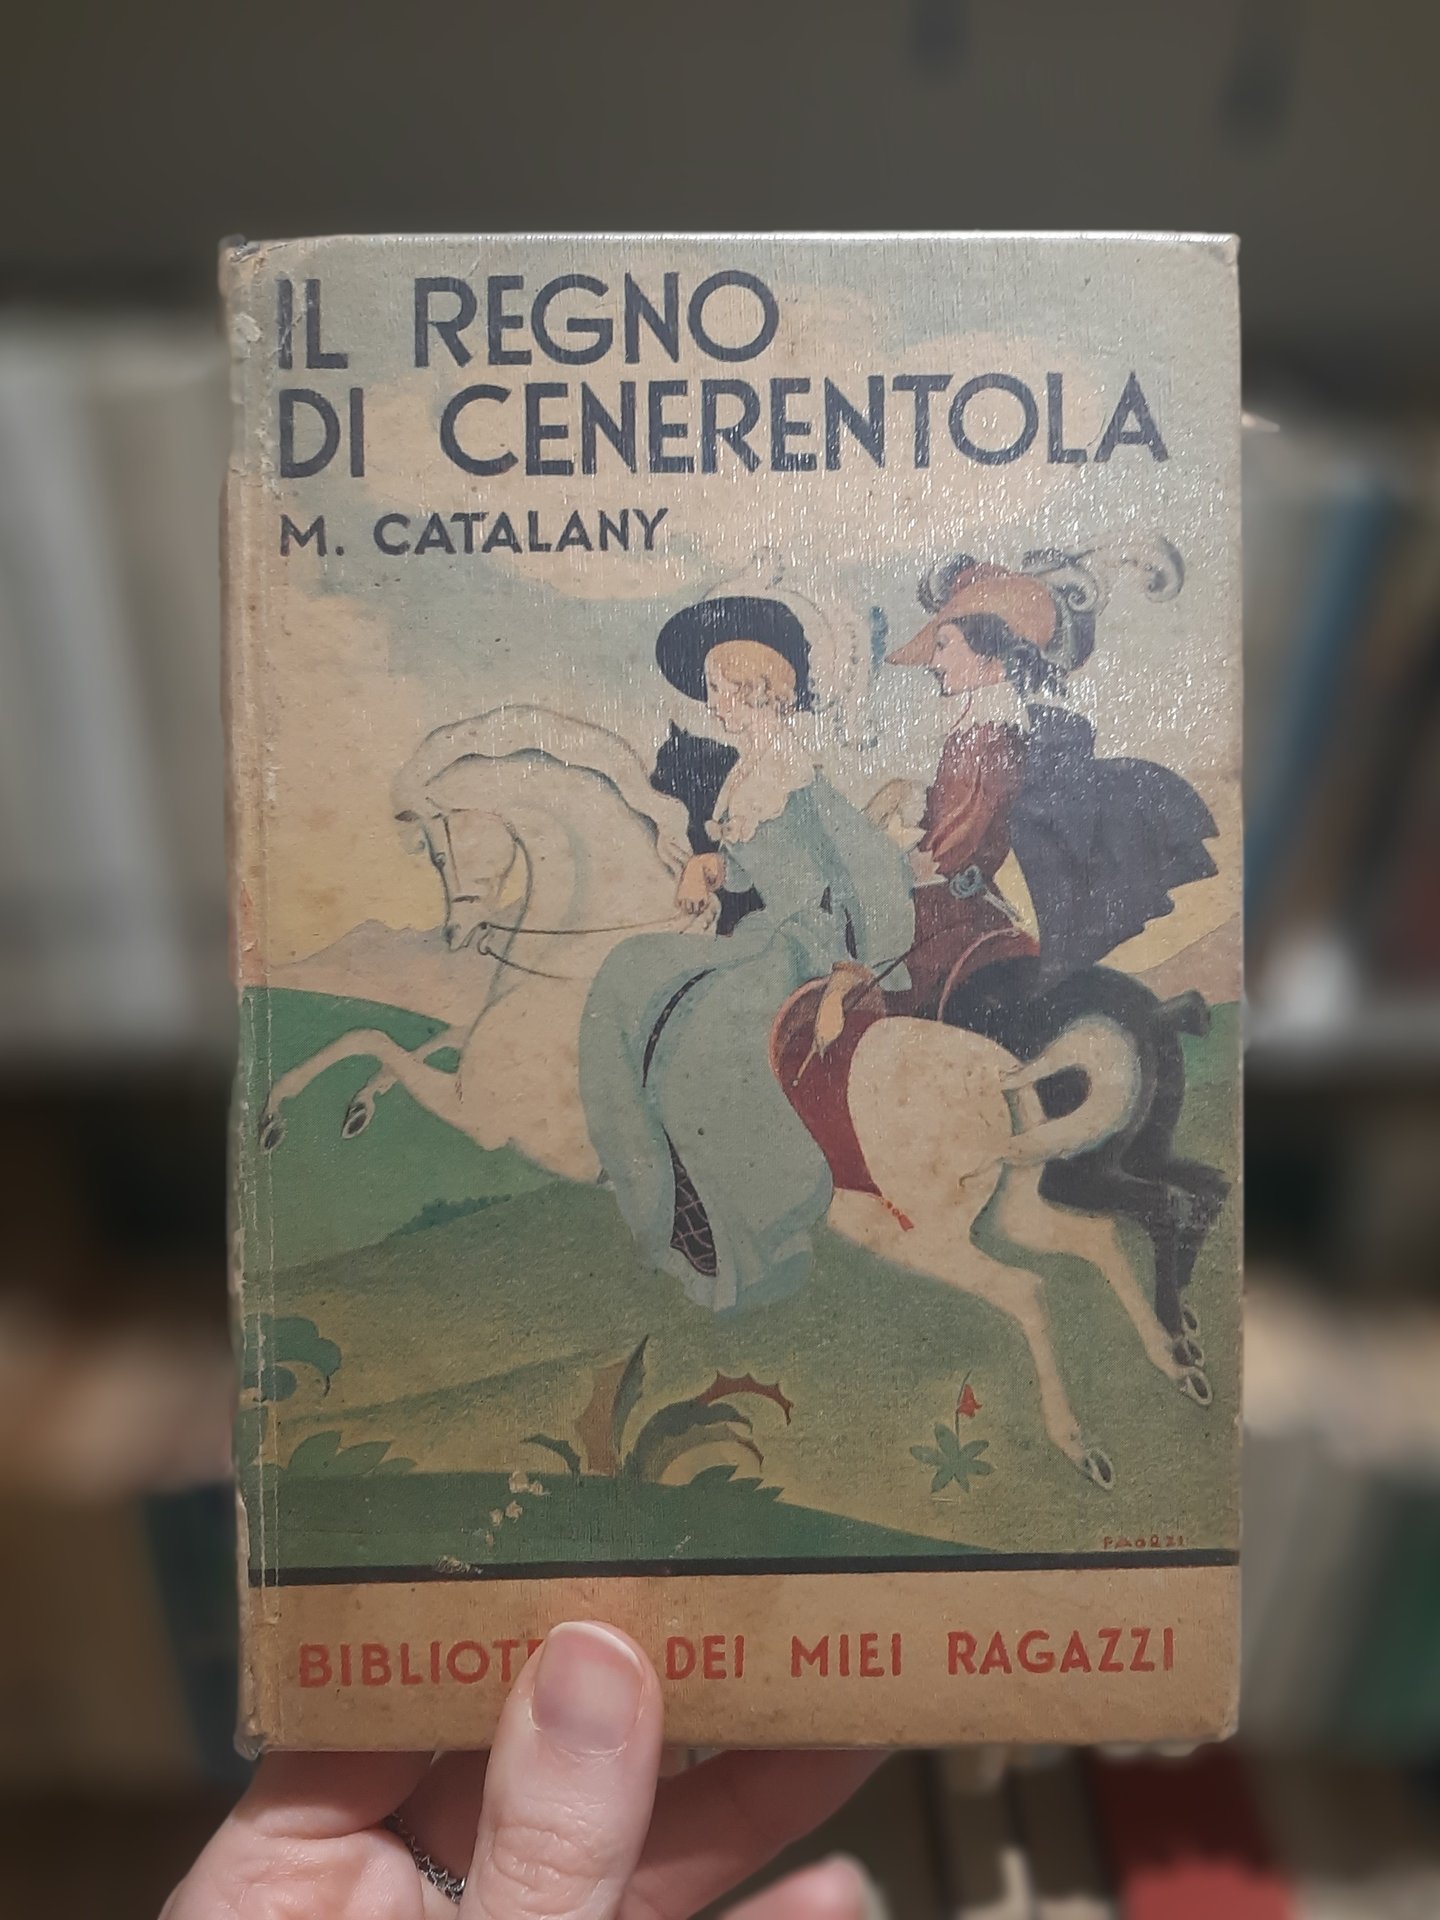 IL REGNO
DI CENERENTOLA
M. CATALANY
DEI MIEI RAGAZZI